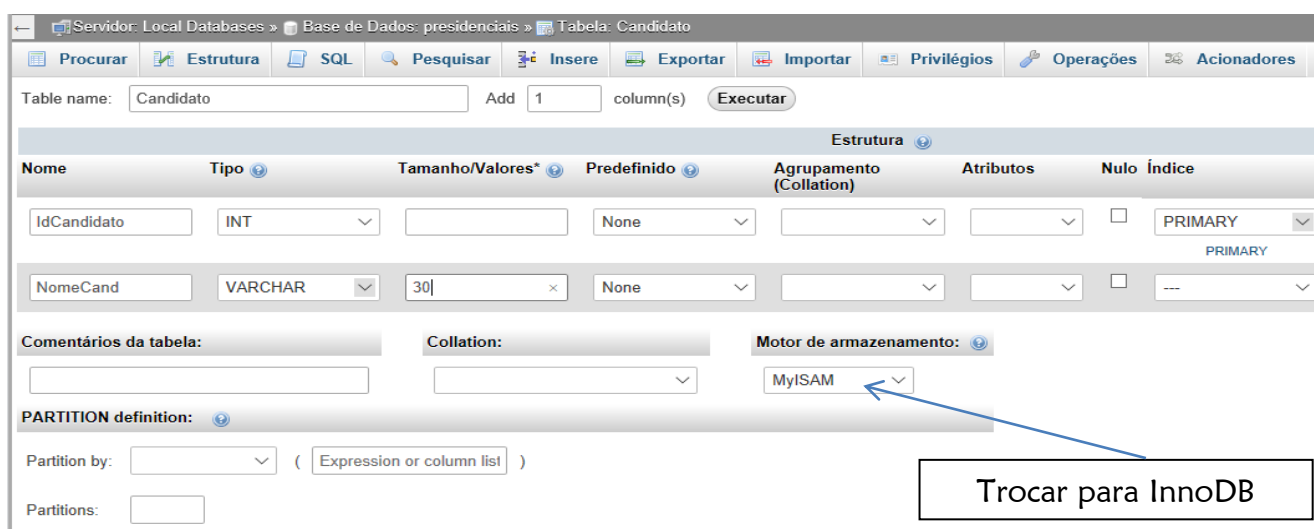 Servidor: Local Databases » Base de Dados: presidenciais » Tabela: Candidato
Procurar Estrutura SQL Pesquisar Insere Exportar Importar Privilégios Operações Acionadores
Table name: Candidato Add 1 column(s) Executar
Estrutura
Nome Tipo Tamanho/Valores* Predefinido Agrupamento (Collation) Atributos Nulo Índice
IdCandidato INT None PRIMARY
PRIMARY
NomeCand VARCHAR 30 None ---
Comentários da tabela: Collation: Motor de armazenamento:
MyISAM
PARTITION definition:
Partition by: ( Expression or column list )
Partitions:
Trocar para InnoDB